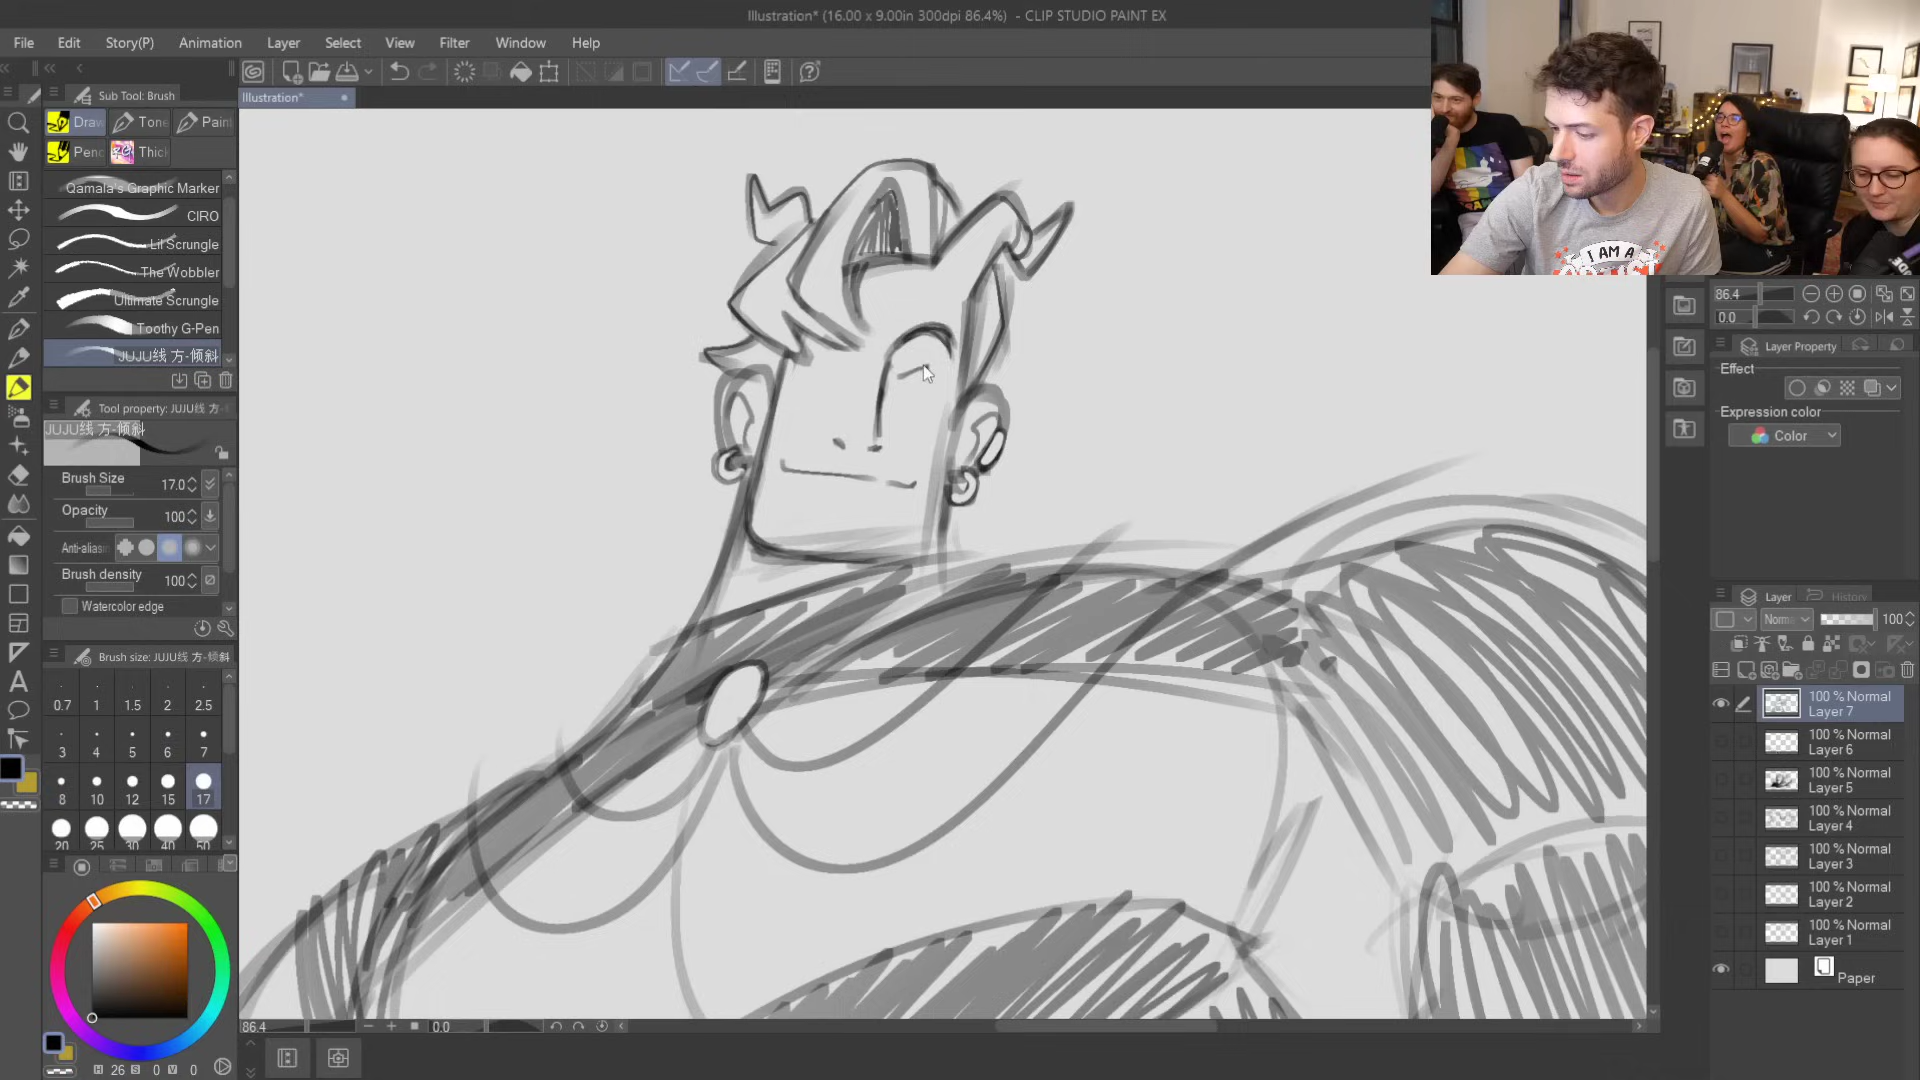 Illustration* (16.00 x 9.00in 300dpi 86.4%) - CLIP STUDIO PAINT EX
File Edit Story(P) Animation Layer Select View Filter Window Help
Sub Tool: Brush
Illustration*
Draw Tone Paint
Penc Thick
Qamala's Graphic Marker
CIRO
Lil Scrungle
The Wobbler
Ultimate Scrungle
Toothy G-Pen
JUJU线 方-倾斜
Tool property: JUJU线 方-
JUJU线 方-倾斜
Brush Size 17.0
Opacity 100
Anti-aliasin
Brush density 100
Watercolor edge
Brush size: JUJU线 方-倾斜
0.7 1 1.5 2 2.5
3 4 5 6 7
8 10 12 15 17
20 25 30 40 50
H 26 S 0 V 0
86.4 0.0
I AM A
86.4
0.0
Layer Property
Effect
Expression color
Color
Layer History
Norma 100
100 % Normal
Layer 7
100 % Normal
Layer 6
100 % Normal
Layer 5
100 % Normal
Layer 4
100 % Normal
Layer 3
100 % Normal
Layer 2
100 % Normal
Layer 1
Paper